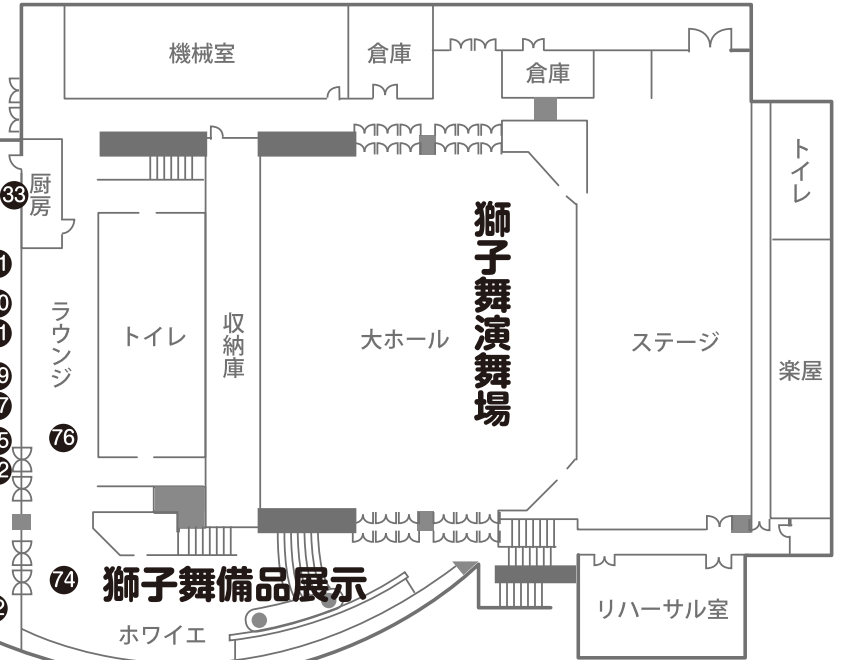 機械室
倉庫
倉庫
トイレ
33
厨房
獅子舞演舞場
ラウンジ
トイレ
収納庫
大ホール
ステージ
楽屋
76
74
獅子舞備品展示
ホワイエ
リハーサル室